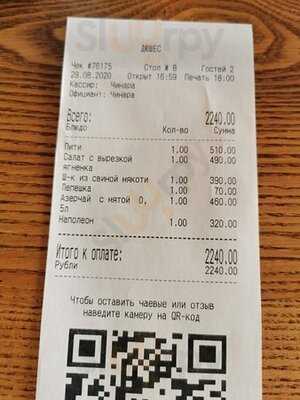 Sluurpy
ДЮШЕС
Чек #76175 Стол # 8 Гостей 2
29.08.2020 Открыт 16:59 Печать 18:00
Кассир: Чинара
Официант: Чинара
Всего: 2240.00
Блюдо Кол-во Сумма
Пити 1.00 510.00
Салат с вырезкой 1.00 490.00
ягненка
Ш-к из свиной мякоти 1.00 390.00
Лепешка 1.00 70.00
Азерчай с мятой 0, 1.00 460.00
5л
Наполеон 1.00 320.00
Итого к оплате: 2240.00
Рубли 2240.00
Чтобы оставить чаевые или отзыв
наведите камеру на QR-код